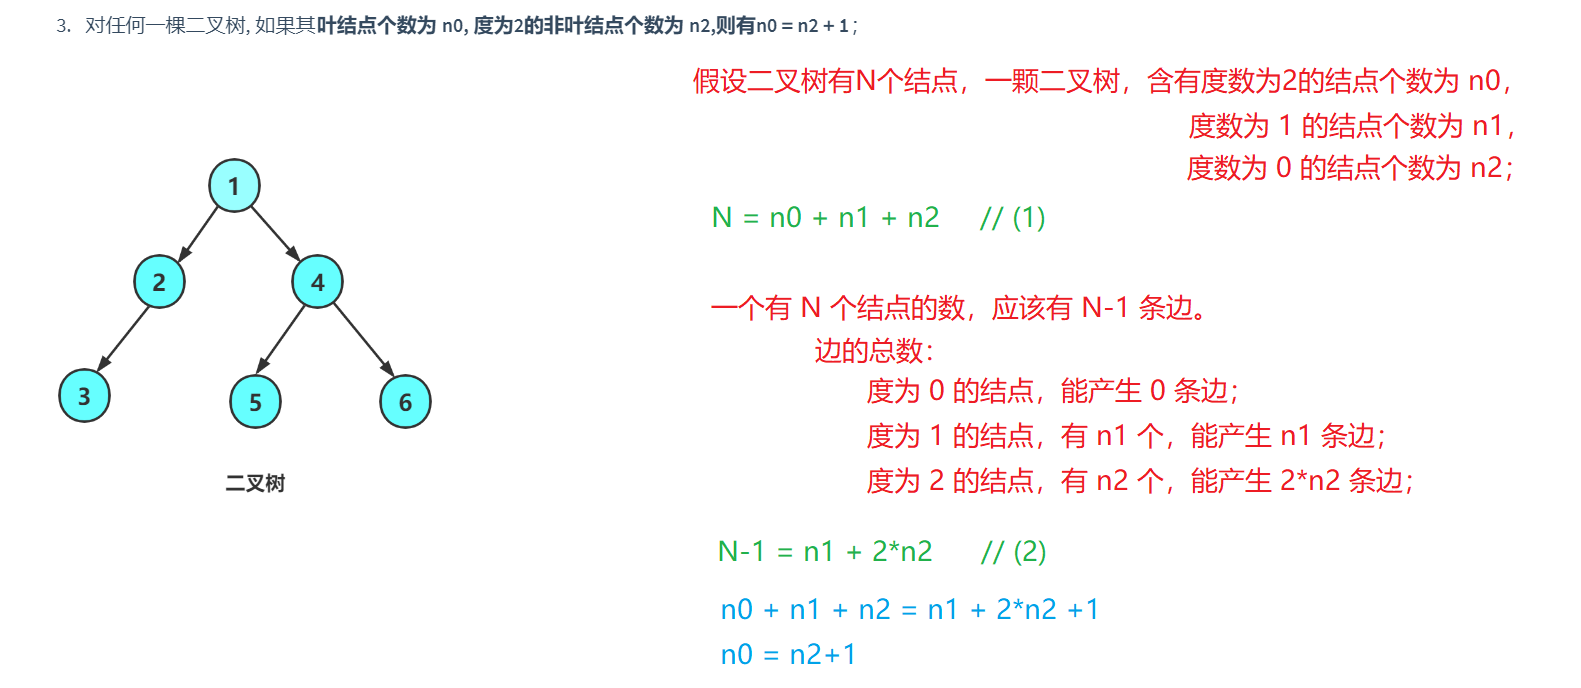 3. 对任何一棵二叉树, 如果其叶结点个数为 n0, 度为2的非叶结点个数为 n2,则有n0 = n2 + 1；
假设二叉树有N个结点，一颗二叉树，含有度数为2的结点个数为 n0，
度数为 1 的结点个数为 n1，
度数为 0 的结点个数为 n2；
N = n0 + n1 + n2 // (1)
一个有 N 个结点的数，应该有 N-1 条边。
边的总数：
度为 0 的结点，能产生 0 条边；
度为 1 的结点，有 n1 个，能产生 n1 条边；
度为 2 的结点，有 n2 个，能产生 2*n2 条边；
N-1 = n1 + 2*n2 // (2)
n0 + n1 + n2 = n1 + 2*n2 +1
n0 = n2+1
1
2
4
3
5
6
二叉树